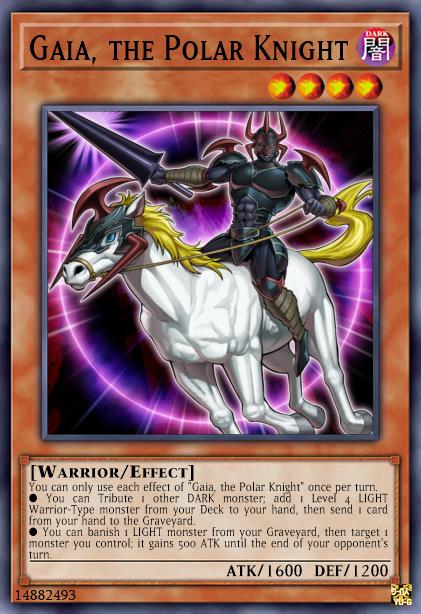 Gaia, the Polar Knight
DARK
闇
[Warrior/Effect]
You can only use each effect of "Gaia, the Polar Knight" once per turn.
● You can Tribute 1 other DARK monster; add 1 Level 4 LIGHT
Warrior-Type monster from your Deck to your hand, then send 1 card
from your hand to the Graveyard.
● You can banish 1 LIGHT monster from your Graveyard, then target 1
monster you control; it gains 500 ATK until the end of your opponent's
turn.
ATK/1600 DEF/1200
14882493